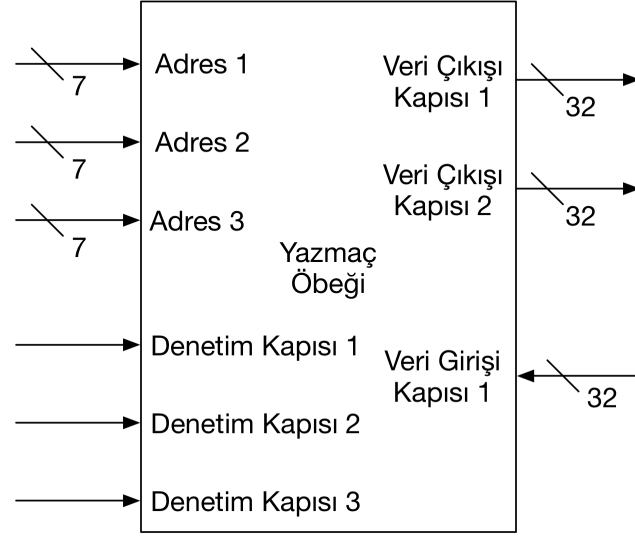 Adres 1
7
Adres 2
7
Adres 3
7
Yazmaç
Öbeği
Denetim Kapısı 1
Denetim Kapısı 2
Denetim Kapısı 3
Veri Çıkışı
Kapısı 1
32
Veri Çıkışı
Kapısı 2
32
Veri Girişi
Kapısı 1
32